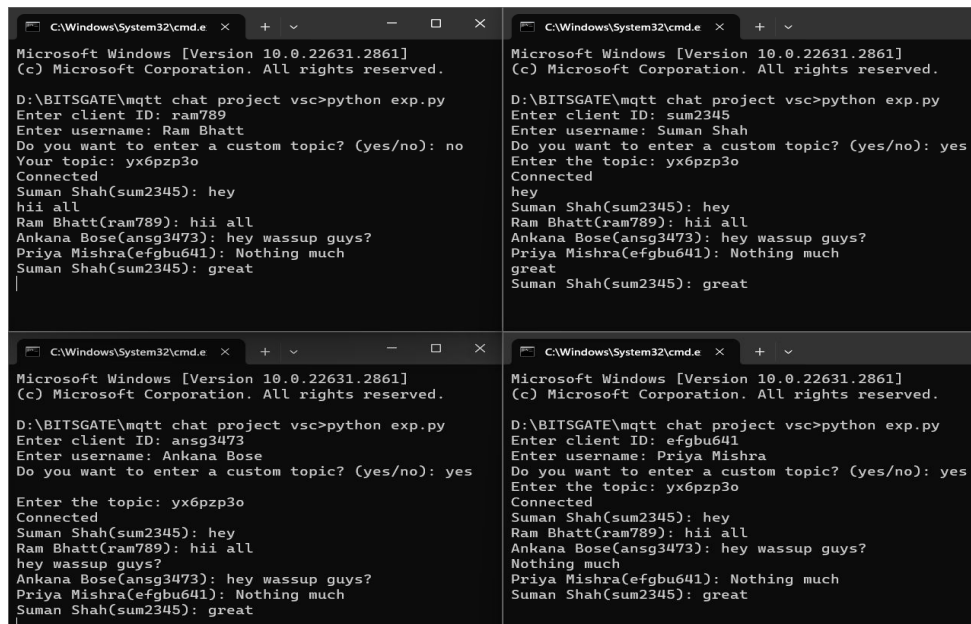 C:\Windows\System32\cmd.e
Microsoft Windows [Version 10.0.22631.2861]
(c) Microsoft Corporation. All rights reserved.
D:\BITSGATE\mqtt chat project vsc>python exp.py
Enter client ID: ram789
Enter username: Ram Bhatt
Do you want to enter a custom topic? (yes/no): no
Your topic: yx6pzp3o
Connected
Suman Shah(sum2345): hey
hii all
Ram Bhatt(ram789): hii all
Ankana Bose(ansg3473): hey wassup guys?
Priya Mishra(efgbu641): Nothing much
Suman Shah(sum2345): great
C:\Windows\System32\cmd.e
Microsoft Windows [Version 10.0.22631.2861]
(c) Microsoft Corporation. All rights reserved.
D:\BITSGATE\mqtt chat project vsc>python exp.py
Enter client ID: sum2345
Enter username: Suman Shah
Do you want to enter a custom topic? (yes/no): yes
Enter the topic: yx6pzp3o
Connected
hey
Suman Shah(sum2345): hey
Ram Bhatt(ram789): hii all
Ankana Bose(ansg3473): hey wassup guys?
Priya Mishra(efgbu641): Nothing much
great
Suman Shah(sum2345): great
C:\Windows\System32\cmd.e
Microsoft Windows [Version 10.0.22631.2861]
(c) Microsoft Corporation. All rights reserved.
D:\BITSGATE\mqtt chat project vsc>python exp.py
Enter client ID: ansg3473
Enter username: Ankana Bose
Do you want to enter a custom topic? (yes/no): yes
Enter the topic: yx6pzp3o
Connected
Suman Shah(sum2345): hey
Ram Bhatt(ram789): hii all
hey wassup guys?
Ankana Bose(ansg3473): hey wassup guys?
Priya Mishra(efgbu641): Nothing much
Suman Shah(sum2345): great
C:\Windows\System32\cmd.e
Microsoft Windows [Version 10.0.22631.2861]
(c) Microsoft Corporation. All rights reserved.
D:\BITSGATE\mqtt chat project vsc>python exp.py
Enter client ID: efgbu641
Enter username: Priya Mishra
Do you want to enter a custom topic? (yes/no): yes
Enter the topic: yx6pzp3o
Connected
Suman Shah(sum2345): hey
Ram Bhatt(ram789): hii all
Ankana Bose(ansg3473): hey wassup guys?
Nothing much
Priya Mishra(efgbu641): Nothing much
Suman Shah(sum2345): great